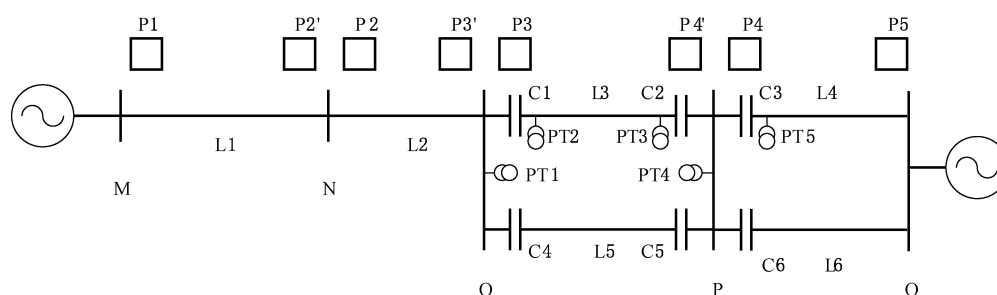 P1 P2' P2 P3' P3 P4' P4 P5
C1 L3 C2 C3 L4
L1 L2 PT2 PT3 PT5
M N PT1 PT4
C4 L5 C5 C6 L6
O P Q